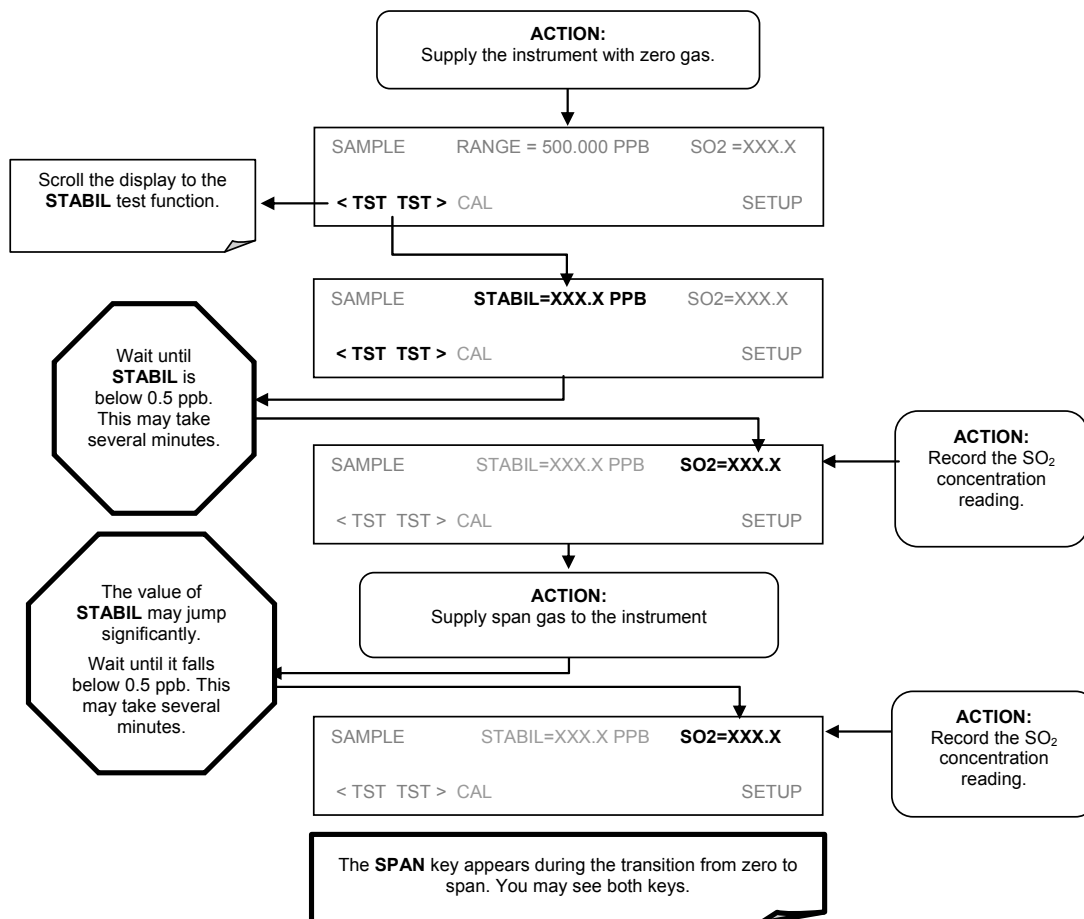 ACTION:
Supply the instrument with zero gas.
SAMPLE RANGE = 500.000 PPB SO2 =XXX.X
< TST TST > CAL SETUP
Scroll the display to the
STABIL test function.
SAMPLE STABIL=XXX.X PPB SO2=XXX.X
< TST TST > CAL SETUP
Wait until
STABIL is
below 0.5 ppb.
This may take
several minutes.
SAMPLE STABIL=XXX.X PPB SO2=XXX.X
< TST TST > CAL SETUP
ACTION:
Record the SO₂
concentration
reading.
ACTION:
Supply span gas to the instrument
The value of
STABIL may jump
significantly.
Wait until it falls
below 0.5 ppb. This
may take several
minutes.
SAMPLE STABIL=XXX.X PPB SO2=XXX.X
< TST TST > CAL SETUP
ACTION:
Record the SO₂
concentration
reading.
The SPAN key appears during the transition from zero to
span. You may see both keys.